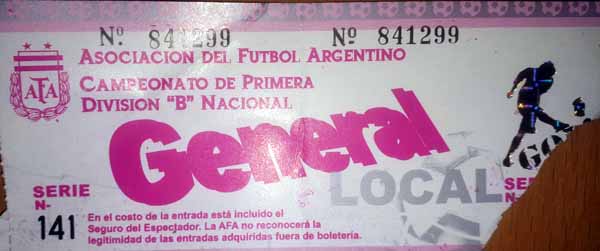 Nº 841299 Nº 841299
ASOCIACION DEL FUTBOL ARGENTINO
CAMPEONATO DE PRIMERA
DIVISION "B" NACIONAL
AFA
General
LOCAL
GO
SERIE
N- 141
En el costo de la entrada está incluido el
Seguro del Espectador. La AFA no reconocerá la
legitimidad de las entradas adquiridas fuera de boletería.